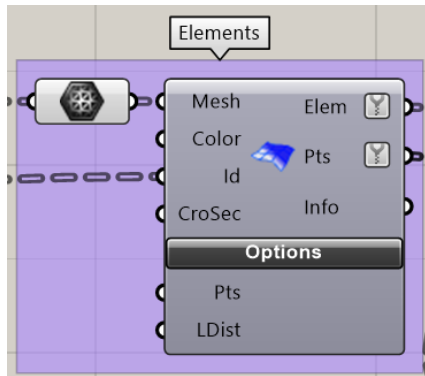 Elements
Mesh Elem
Color
Pts
Id
CroSec Info
Options
Pts
LDist